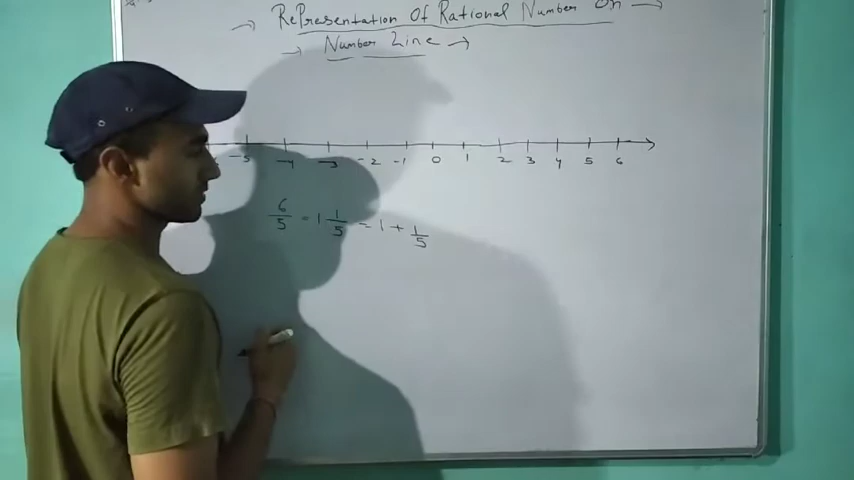 → RePresentation Of Rational Number On →
→ Number Line →
-5 -4 -3 -2 -1 0 1 2 3 4 5 6
6/5 = 1 1/5 = 1 + 1/5